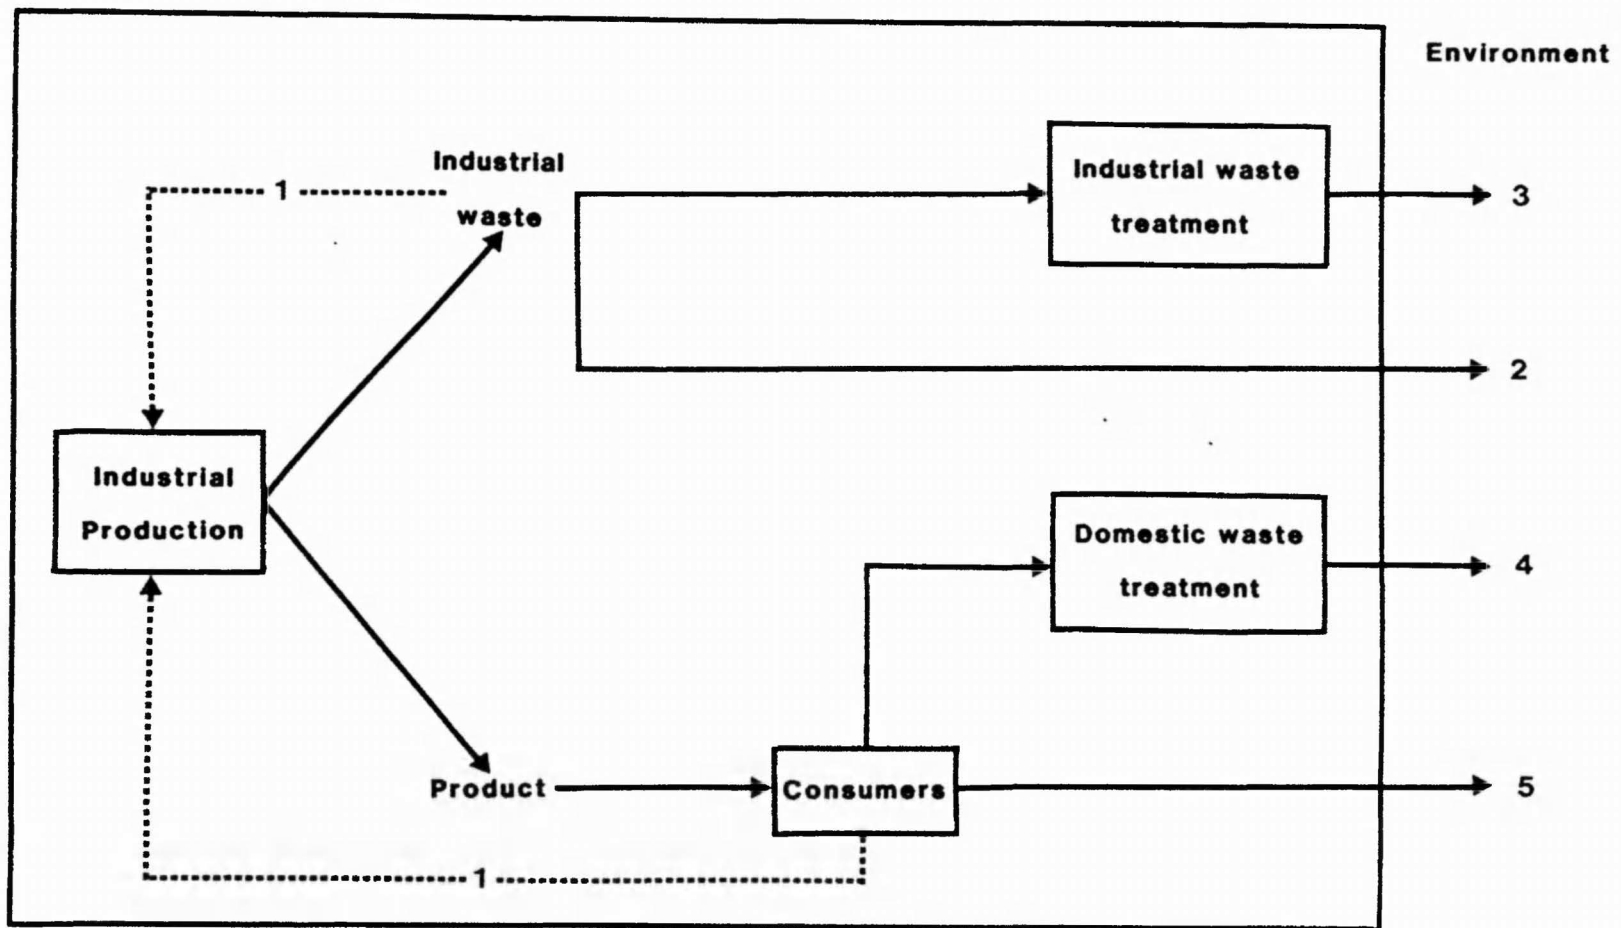 Environment
Industrial
waste
1
Industrial waste
treatment
3
2
Industrial
Production
Domestic waste
treatment
4
Product
Consumers
5
1